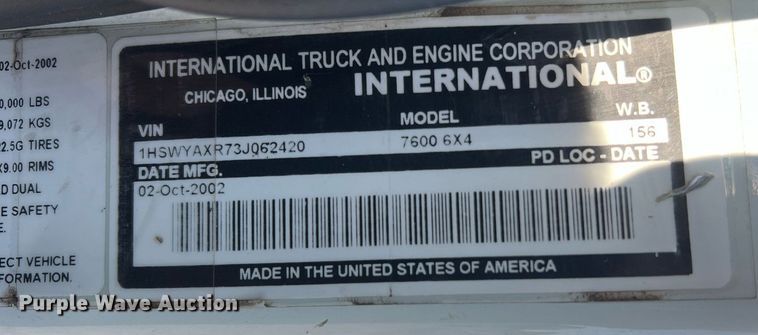 02-Oct-2002
0,000 LBS
9,072 KGS
2.5G TIRES
X9.00 RIMS
D DUAL
E SAFETY
E.
ECT VEHICLE
FORMATION.
INTERNATIONAL TRUCK AND ENGINE CORPORATION
CHICAGO, ILLINOIS INTERNATIONAL®
VIN MODEL W.B.
1HSWYAXR73J062420 7600 6X4 156
DATE MFG. PD LOC - DATE
02-Oct-2002
MADE IN THE UNITED STATES OF AMERICA
Purple Wave Auction